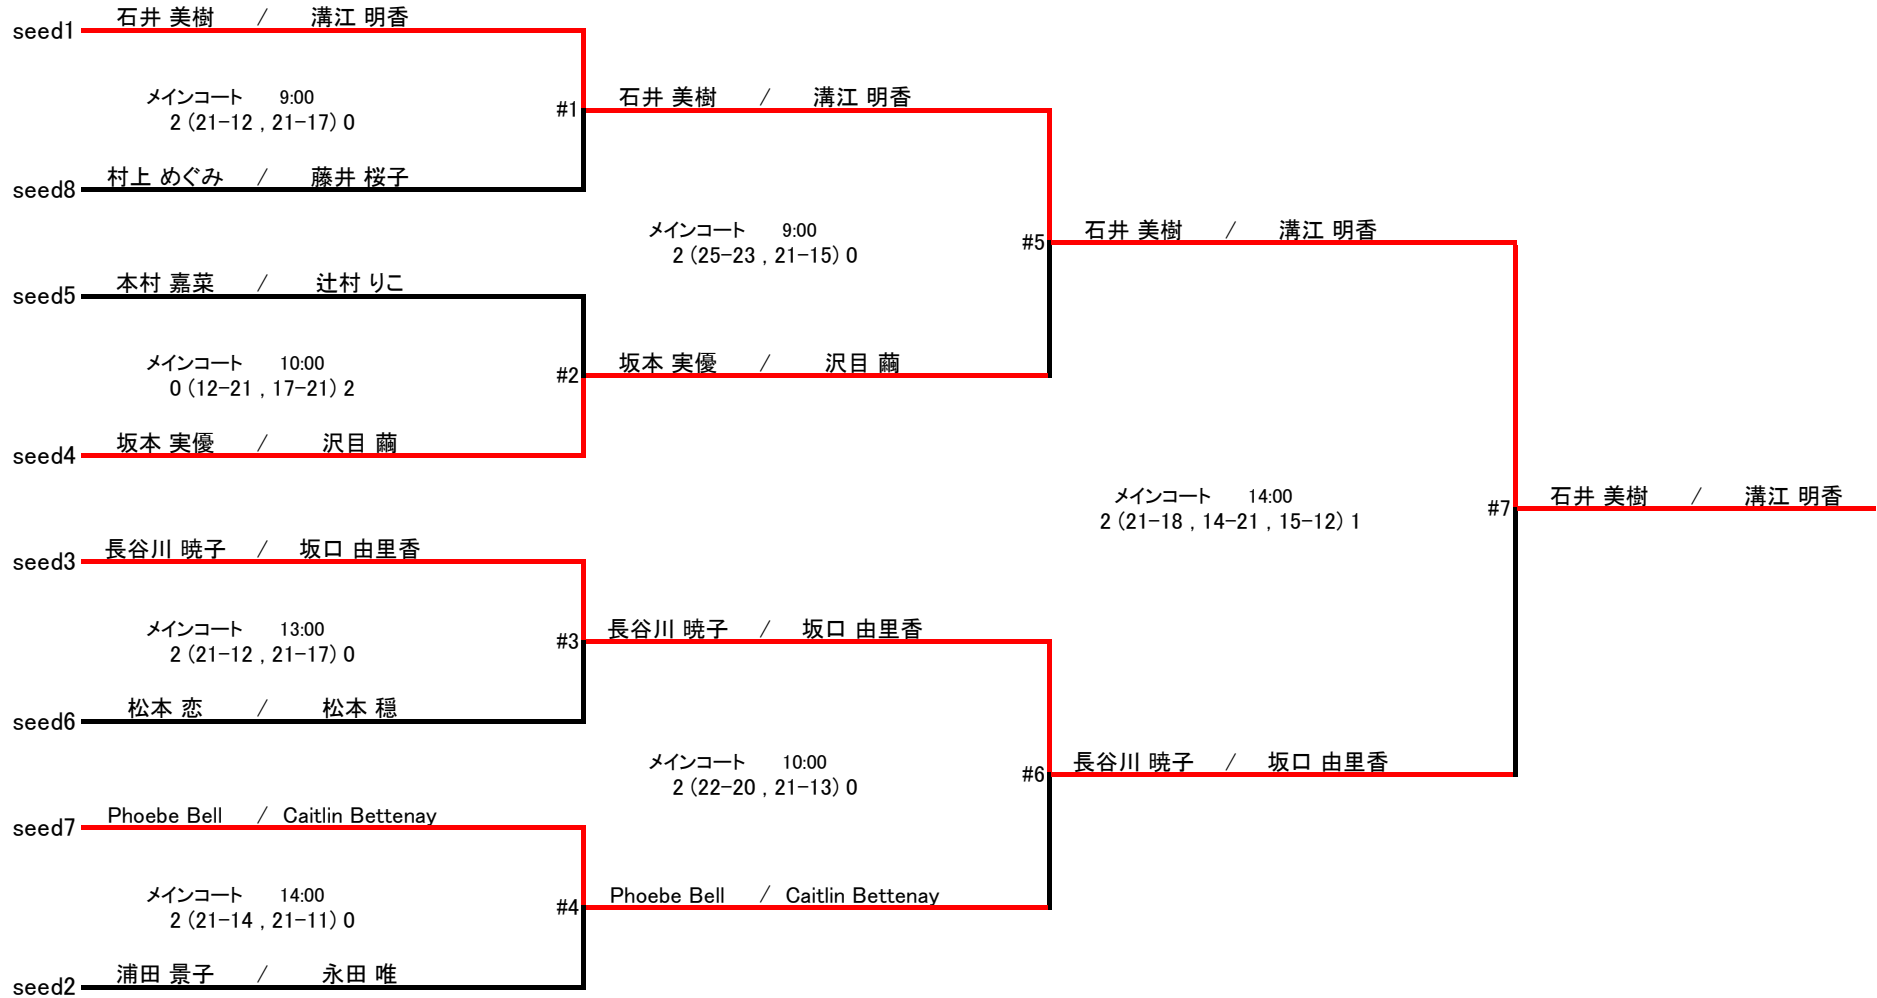 seed1 石井 美樹 / 溝江 明香
メインコート 9:00
2 (21-12 , 21-17) 0
#1
seed8 村上 めぐみ / 藤井 桜子
石井 美樹 / 溝江 明香
メインコート 9:00
2 (25-23 , 21-15) 0
#5
seed5 本村 嘉菜 / 辻村 りこ
メインコート 10:00
0 (12-21 , 17-21) 2
#2
seed4 坂本 実優 / 沢目 繭
坂本 実優 / 沢目 繭
石井 美樹 / 溝江 明香
メインコート 14:00
2 (21-18 , 14-21 , 15-12) 1
#7
石井 美樹 / 溝江 明香
seed3 長谷川 暁子 / 坂口 由里香
メインコート 13:00
2 (21-12 , 21-17) 0
#3
seed6 松本 恋 / 松本 穏
長谷川 暁子 / 坂口 由里香
メインコート 10:00
2 (22-20 , 21-13) 0
#6
長谷川 暁子 / 坂口 由里香
seed7 Phoebe Bell / Caitlin Bettenay
メインコート 14:00
2 (21-14 , 21-11) 0
#4
Phoebe Bell / Caitlin Bettenay
seed2 浦田 景子 / 永田 唯